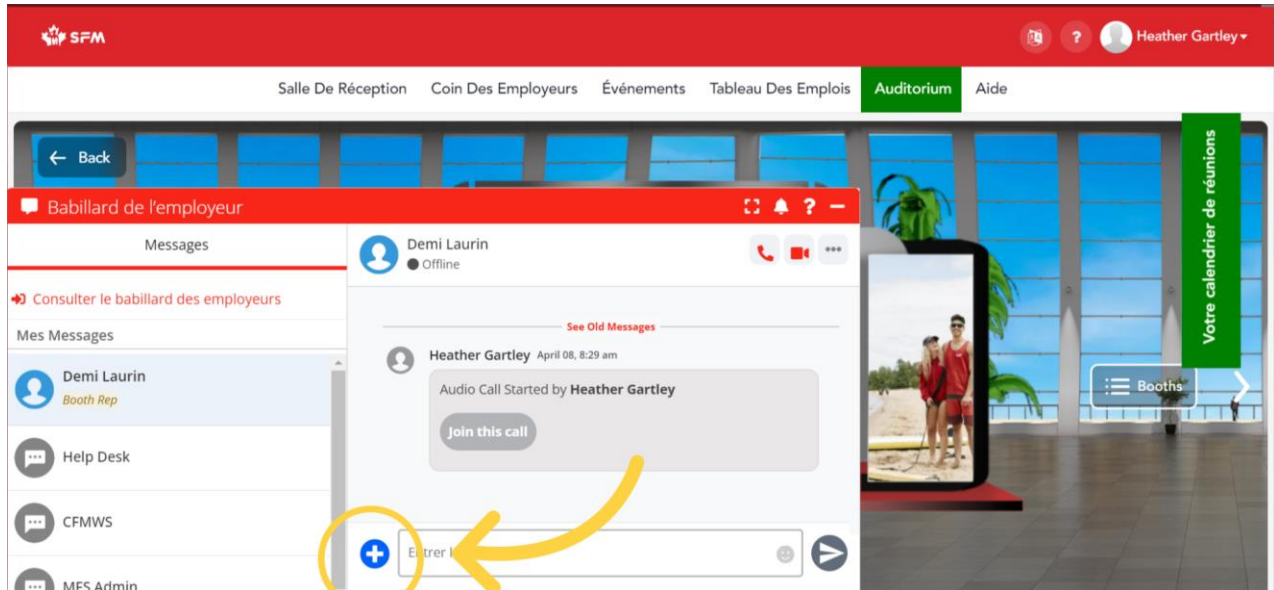 SFM
?
Heather Gartley
Salle De Réception Coin Des Employeurs Événements Tableau Des Emplois Auditorium Aide
Back
Votre calendrier de réunions
Babillard de l'employeur
?
Messages
Consulter le babillard des employeurs
Mes Messages
Demi Laurin
Booth Rep
Help Desk
CFMWS
MFS Admin
Demi Laurin
Offline
See Old Messages
Heather Gartley April 08, 8:29 am
Audio Call Started by Heather Gartley
Join this call
Booths